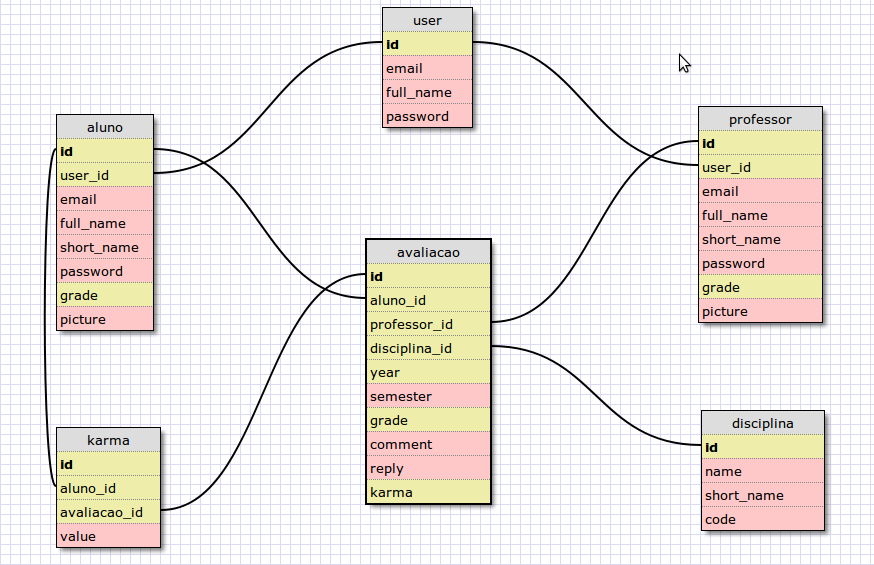 user
id
email
full_name
password
aluno
id
user_id
email
full_name
short_name
password
grade
picture
professor
id
user_id
email
full_name
short_name
password
grade
picture
avaliacao
id
aluno_id
professor_id
disciplina_id
year
semester
grade
comment
reply
karma
karma
id
aluno_id
avaliacao_id
value
disciplina
id
name
short_name
code